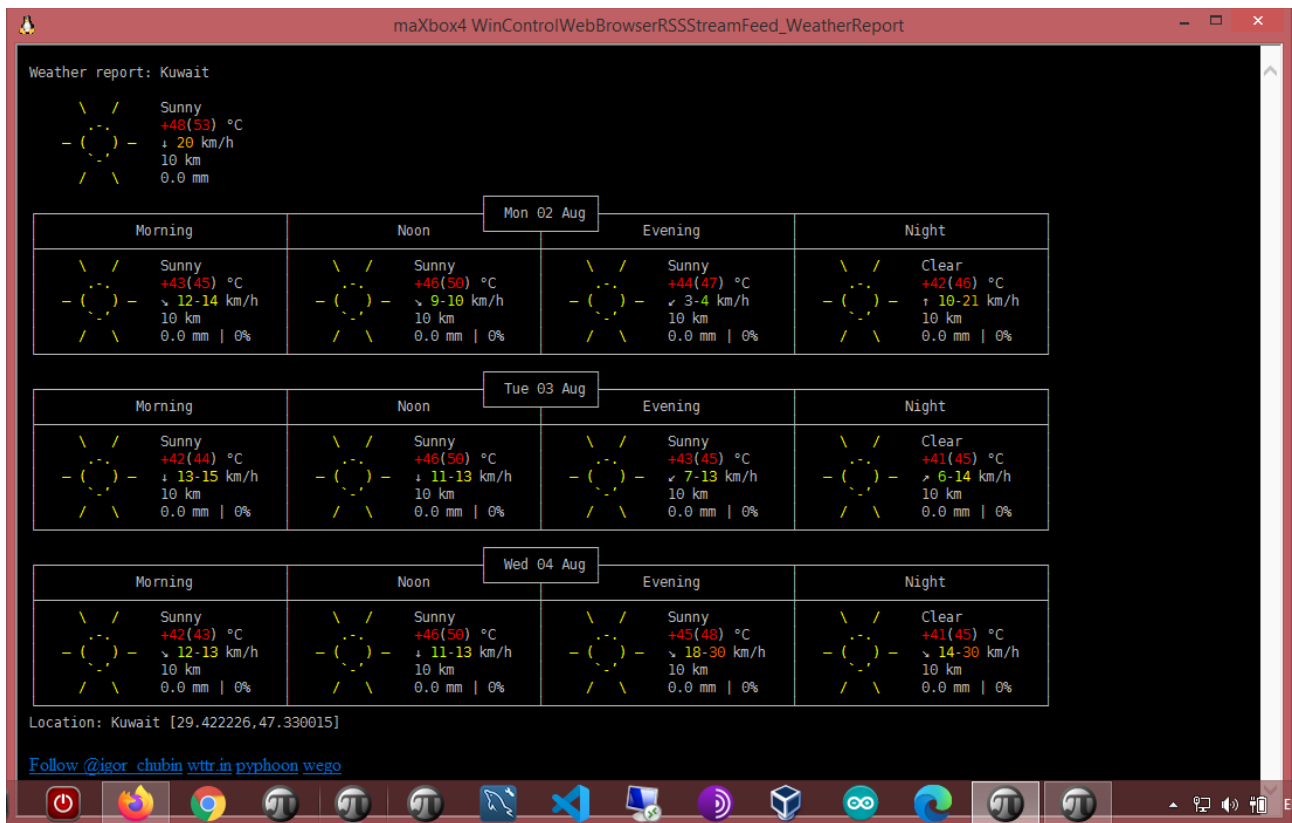 maXbox4 WinControlWebBrowserRSSStreamFeed_WeatherReport
Weather report: Kuwait
Sunny
+48(53) °C
↓ 20 km/h
10 km
0.0 mm
Mon 02 Aug
Morning Noon Evening Night
Sunny Sunny Sunny Clear
+43(45) °C +46(50) °C +44(47) °C +42(46) °C
↘ 12-14 km/h ↘ 9-10 km/h ↙ 3-4 km/h ↑ 10-21 km/h
10 km 10 km 10 km 10 km
0.0 mm | 0% 0.0 mm | 0% 0.0 mm | 0% 0.0 mm | 0%
Tue 03 Aug
Morning Noon Evening Night
Sunny Sunny Sunny Clear
+42(44) °C +46(50) °C +43(45) °C +41(45) °C
↓ 13-15 km/h ↓ 11-13 km/h ↙ 7-13 km/h ↗ 6-14 km/h
10 km 10 km 10 km 10 km
0.0 mm | 0% 0.0 mm | 0% 0.0 mm | 0% 0.0 mm | 0%
Wed 04 Aug
Morning Noon Evening Night
Sunny Sunny Sunny Clear
+42(43) °C +46(50) °C +45(48) °C +41(45) °C
↘ 12-13 km/h ↓ 11-13 km/h ↘ 18-30 km/h ↘ 14-30 km/h
10 km 10 km 10 km 10 km
0.0 mm | 0% 0.0 mm | 0% 0.0 mm | 0% 0.0 mm | 0%
Location: Kuwait [29.422226,47.330015]
Follow @igor_chubin wttr.in pyphoon wego